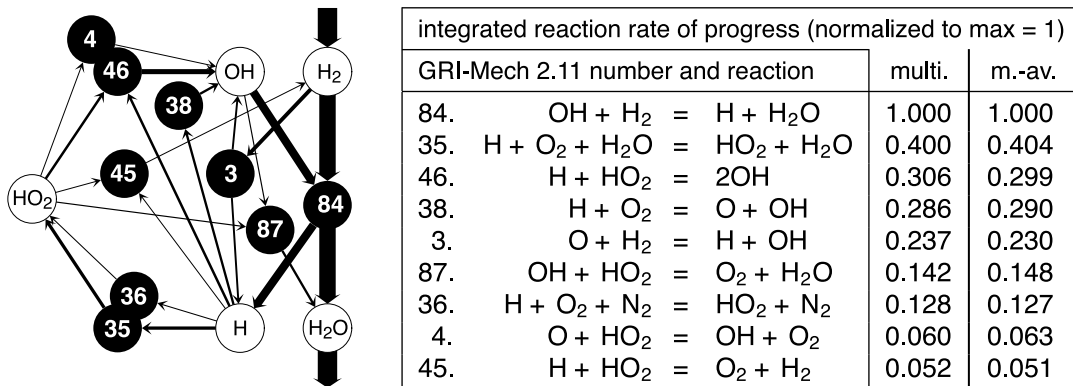 4
46
OH
H₂
38
45
3
HO₂
84
87
36
35
H
H₂O
integrated reaction rate of progress (normalized to max = 1)
GRI-Mech 2.11 number and reaction multi. m.-av.
84. OH + H₂ = H + H₂O 1.000 1.000
35. H + O₂ + H₂O = HO₂ + H₂O 0.400 0.404
46. H + HO₂ = 2OH 0.306 0.299
38. H + O₂ = O + OH 0.286 0.290
3. O + H₂ = H + OH 0.237 0.230
87. OH + HO₂ = O₂ + H₂O 0.142 0.148
36. H + O₂ + N₂ = HO₂ + N₂ 0.128 0.127
4. O + HO₂ = OH + O₂ 0.060 0.063
45. H + HO₂ = O₂ + H₂ 0.052 0.051